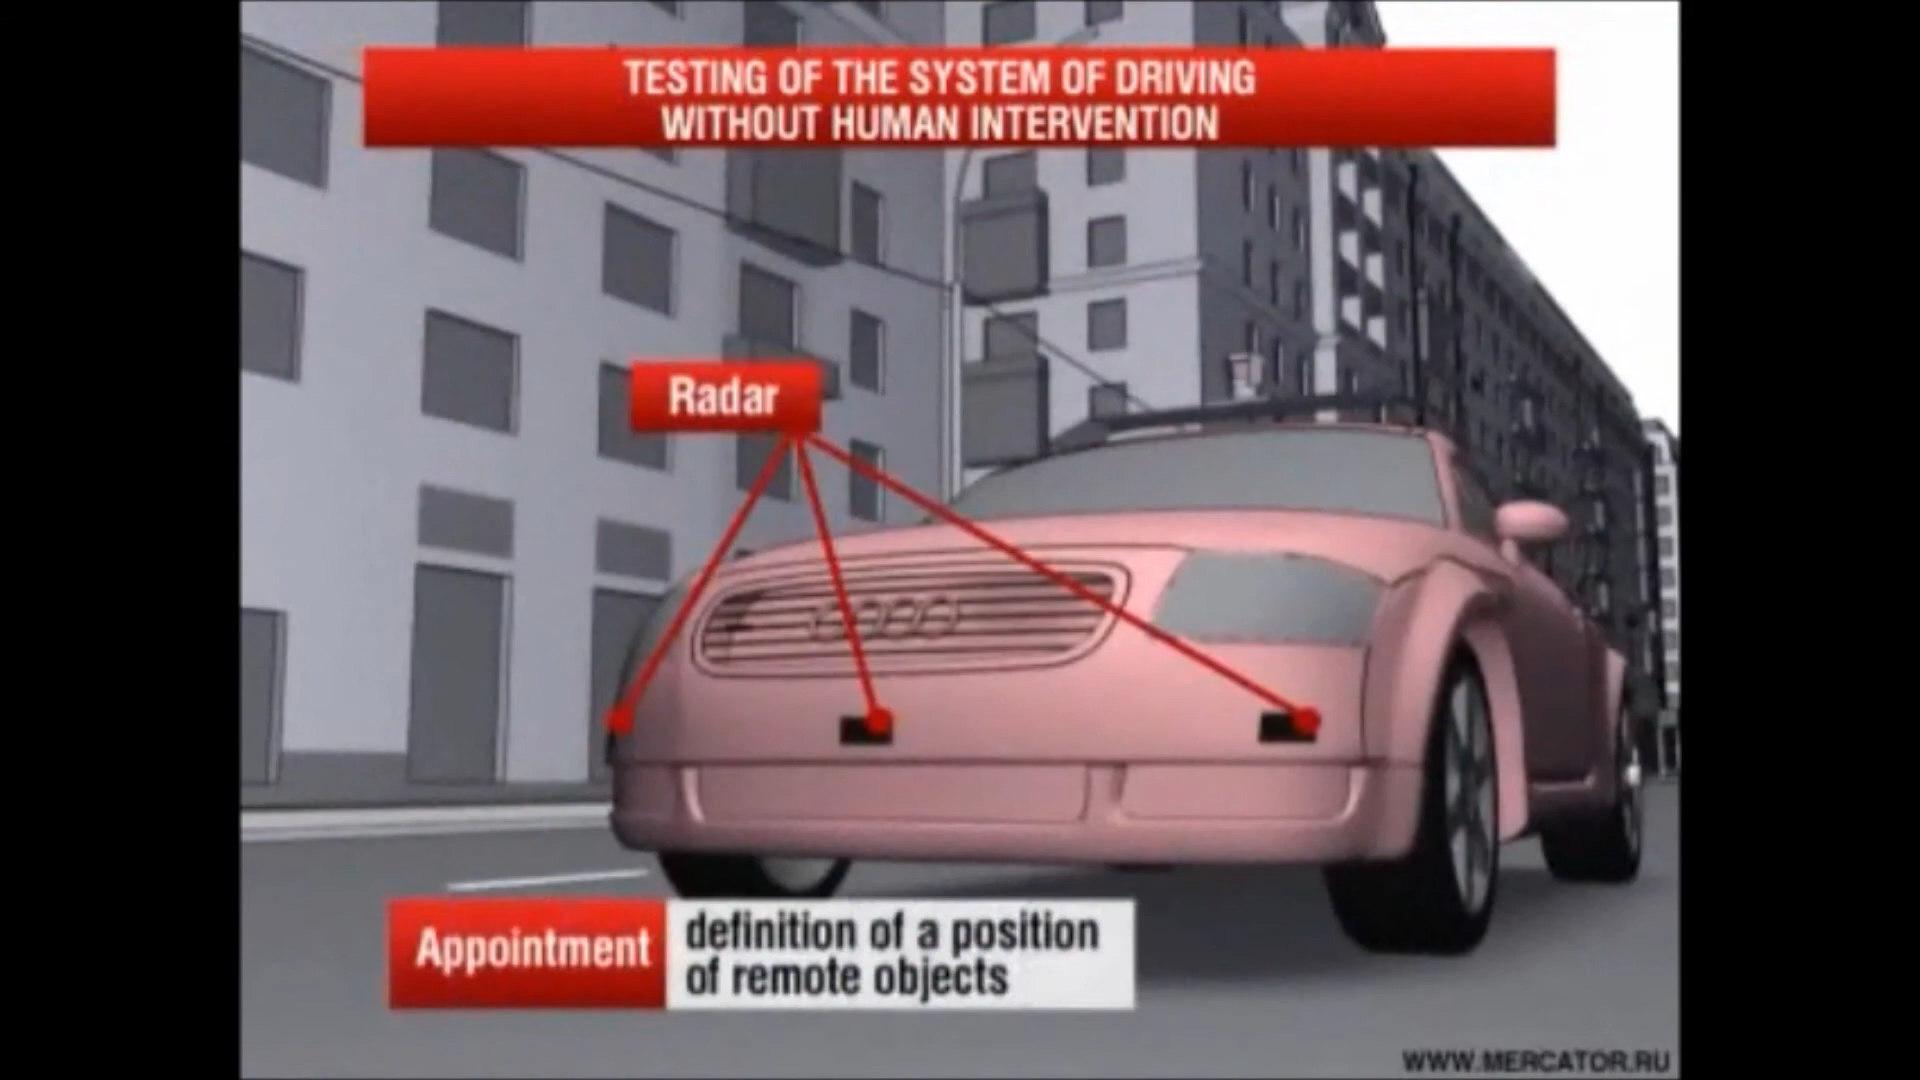 TESTING OF THE SYSTEM OF DRIVING
WITHOUT HUMAN INTERVENTION
Radar
Appointment
definition of a position
of remote objects
WWW.MERCATOR.RU